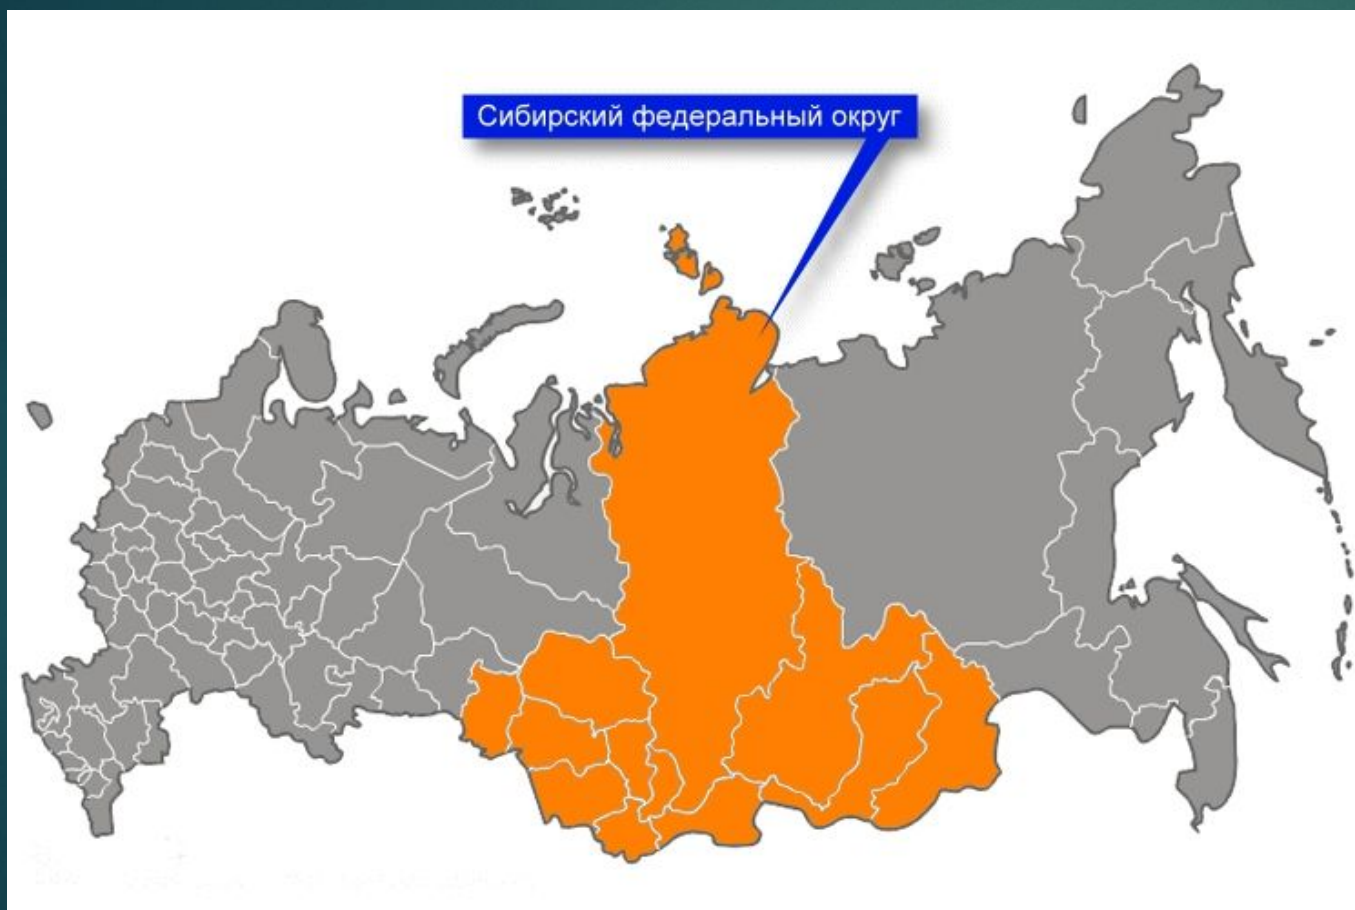 Сибирский федеральный округ